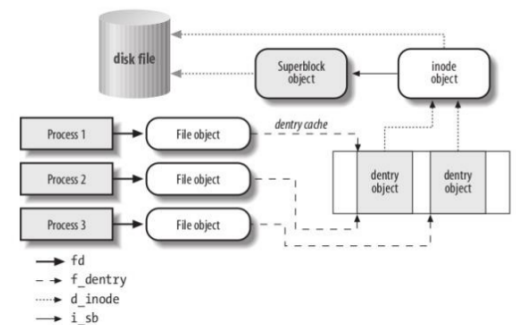 disk file
Superblock
object
inode
object
Process 1
File object
dentry cache
Process 2
File object
dentry
object
dentry
object
Process 3
File object
fd
f_dentry
d_inode
i_sb